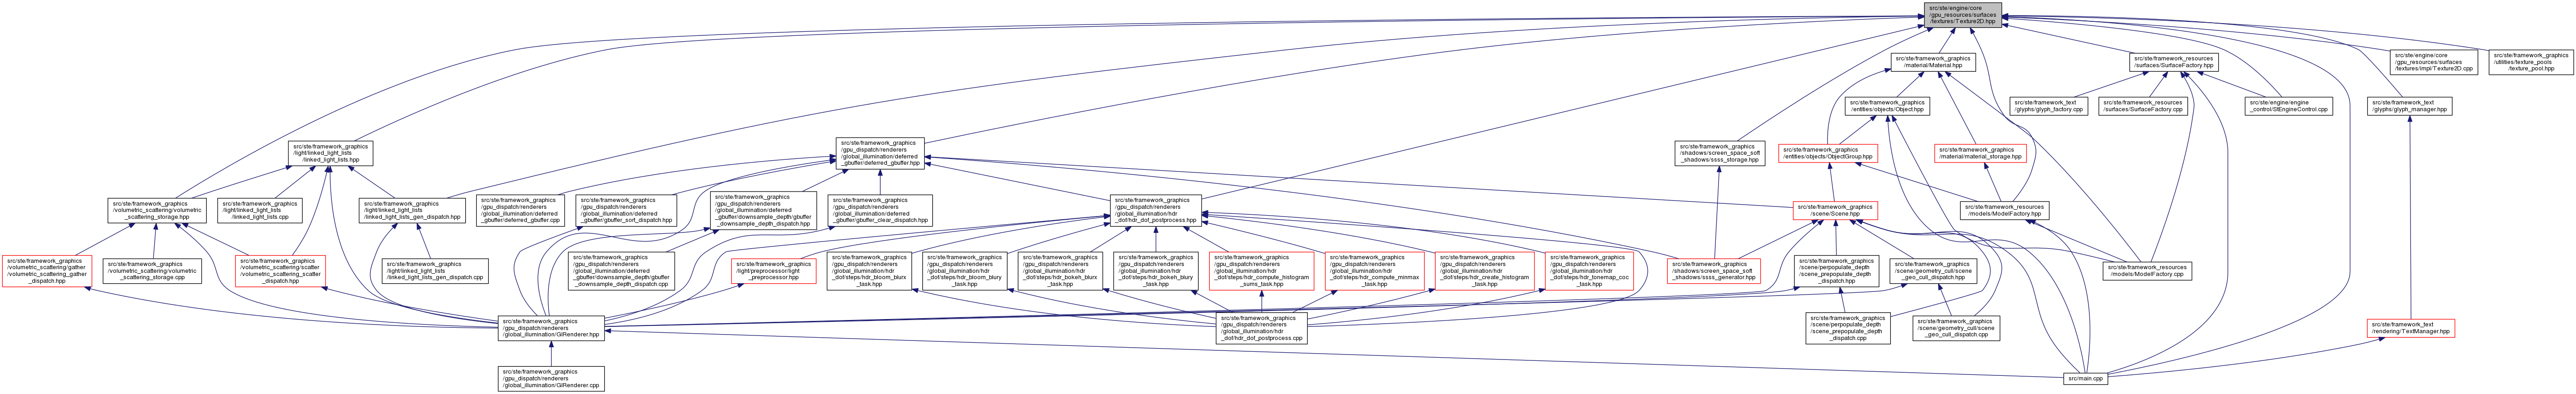 src/ste/engine/core
/gpu_resources/surfaces
/textures/Texture2D.hpp
src/ste/framework_graphics
/material/Material.hpp
src/ste/framework_resources
/surfaces/SurfaceFactory.hpp
src/ste/engine/core
/gpu_resources/surfaces
/textures/impl/Texture2D.cpp
src/ste/framework_graphics
/utilities/texture_pools
/texture_pool.hpp
src/ste/framework_graphics
/entities/objects/Object.hpp
src/ste/framework_text
/glyphs/glyph_factory.cpp
src/ste/framework_resources
/surfaces/SurfaceFactory.cpp
src/ste/engine/engine
_control/StEngineControl.cpp
src/ste/framework_text
/glyphs/glyph_manager.hpp
src/ste/framework_graphics
/light/linked_light_lists
/linked_light_lists.hpp
src/ste/framework_graphics
/gpu_dispatch/renderers
/global_illumination/deferred
_gbuffer/deferred_gbuffer.hpp
src/ste/framework_graphics
/shadows/screen_space_soft
_shadows/ssss_storage.hpp
src/ste/framework_graphics
/entities/objects/ObjectGroup.hpp
src/ste/framework_graphics
/material/material_storage.hpp
src/ste/framework_graphics
/volumetric_scattering/volumetric
_scattering_storage.hpp
src/ste/framework_graphics
/light/linked_light_lists
/linked_light_lists.cpp
src/ste/framework_graphics
/light/linked_light_lists
/linked_light_lists_gen_dispatch.hpp
src/ste/framework_graphics
/gpu_dispatch/renderers
/global_illumination/deferred
_gbuffer/deferred_gbuffer.cpp
src/ste/framework_graphics
/gpu_dispatch/renderers
/global_illumination/deferred
_gbuffer/gbuffer_sort_dispatch.hpp
src/ste/framework_graphics
/gpu_dispatch/renderers
/global_illumination/deferred
_gbuffer/downsample_depth/gbuffer
_downsample_depth_dispatch.hpp
src/ste/framework_graphics
/gpu_dispatch/renderers
/global_illumination/deferred
_gbuffer/gbuffer_clear_dispatch.hpp
src/ste/framework_graphics
/gpu_dispatch/renderers
/global_illumination/hdr
_dof/hdr_dof_postprocess.hpp
src/ste/framework_graphics
/scene/Scene.hpp
src/ste/framework_resources
/models/ModelFactory.hpp
src/ste/framework_graphics
/volumetric_scattering/gather
/volumetric_scattering_gather
_dispatch.hpp
src/ste/framework_graphics
/volumetric_scattering/volumetric
_scattering_storage.cpp
src/ste/framework_graphics
/volumetric_scattering/scatter
/volumetric_scattering_scatter
_dispatch.hpp
src/ste/framework_graphics
/light/linked_light_lists
/linked_light_lists_gen_dispatch.cpp
src/ste/framework_graphics
/gpu_dispatch/renderers
/global_illumination/deferred
_gbuffer/downsample_depth/gbuffer
_downsample_depth_dispatch.cpp
src/ste/framework_graphics
/light/preprocessor/light
_preprocessor.hpp
src/ste/framework_graphics
/gpu_dispatch/renderers
/global_illumination/hdr
_dof/steps/hdr_bloom_blurx
_task.hpp
src/ste/framework_graphics
/gpu_dispatch/renderers
/global_illumination/hdr
_dof/steps/hdr_bloom_blury
_task.hpp
src/ste/framework_graphics
/gpu_dispatch/renderers
/global_illumination/hdr
_dof/steps/hdr_bokeh_blurx
_task.hpp
src/ste/framework_graphics
/gpu_dispatch/renderers
/global_illumination/hdr
_dof/steps/hdr_bokeh_blury
_task.hpp
src/ste/framework_graphics
/gpu_dispatch/renderers
/global_illumination/hdr
_dof/steps/hdr_compute_histogram
_sums_task.hpp
src/ste/framework_graphics
/gpu_dispatch/renderers
/global_illumination/hdr
_dof/steps/hdr_compute_minmax
_task.hpp
src/ste/framework_graphics
/gpu_dispatch/renderers
/global_illumination/hdr
_dof/steps/hdr_create_histogram
_task.hpp
src/ste/framework_graphics
/gpu_dispatch/renderers
/global_illumination/hdr
_dof/steps/hdr_tonemap_coc
_task.hpp
src/ste/framework_graphics
/shadows/screen_space_soft
_shadows/ssss_generator.hpp
src/ste/framework_graphics
/scene/perpopulate_depth
/scene_prepopulate_depth
_dispatch.hpp
src/ste/framework_graphics
/scene/geometry_cull/scene
_geo_cull_dispatch.hpp
src/ste/framework_resources
/models/ModelFactory.cpp
src/ste/framework_graphics
/gpu_dispatch/renderers
/global_illumination/GIRenderer.hpp
src/ste/framework_graphics
/gpu_dispatch/renderers
/global_illumination/hdr
_dof/hdr_dof_postprocess.cpp
src/ste/framework_graphics
/scene/perpopulate_depth
/scene_prepopulate_depth
_dispatch.cpp
src/ste/framework_graphics
/scene/geometry_cull/scene
_geo_cull_dispatch.cpp
src/ste/framework_text
/rendering/TextManager.hpp
src/ste/framework_graphics
/gpu_dispatch/renderers
/global_illumination/GIRenderer.cpp
src/main.cpp